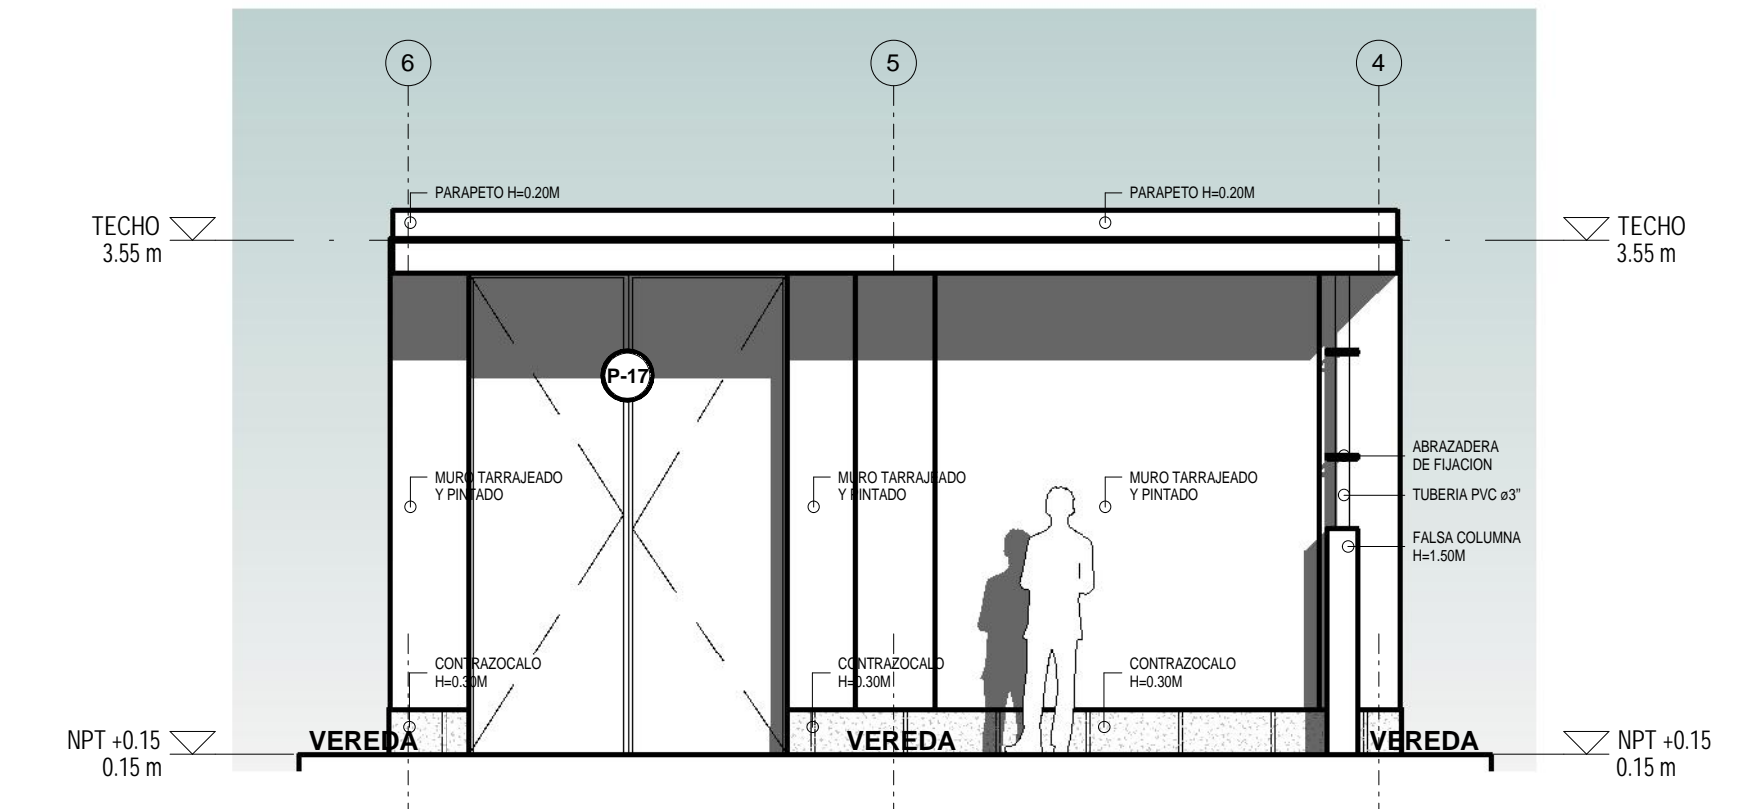 6
5
4
PARAPETO H=0.20M
PARAPETO H=0.20M
TECHO
3.55 m
TECHO
3.55 m
P-17
MURO TARRAJEADO
Y PINTADO
MURO TARRAJEADO
Y PINTADO
MURO TARRAJEADO
Y PINTADO
ABRAZADERA
DE FIJACION
TUBERIA PVC ø3"
FALSA COLUMNA
H=1.50M
CONTRAZOCALO
H=0.30M
CONTRAZOCALO
H=0.30M
CONTRAZOCALO
H=0.30M
NPT +0.15
0.15 m
VEREDA
VEREDA
VEREDA
NPT +0.15
0.15 m